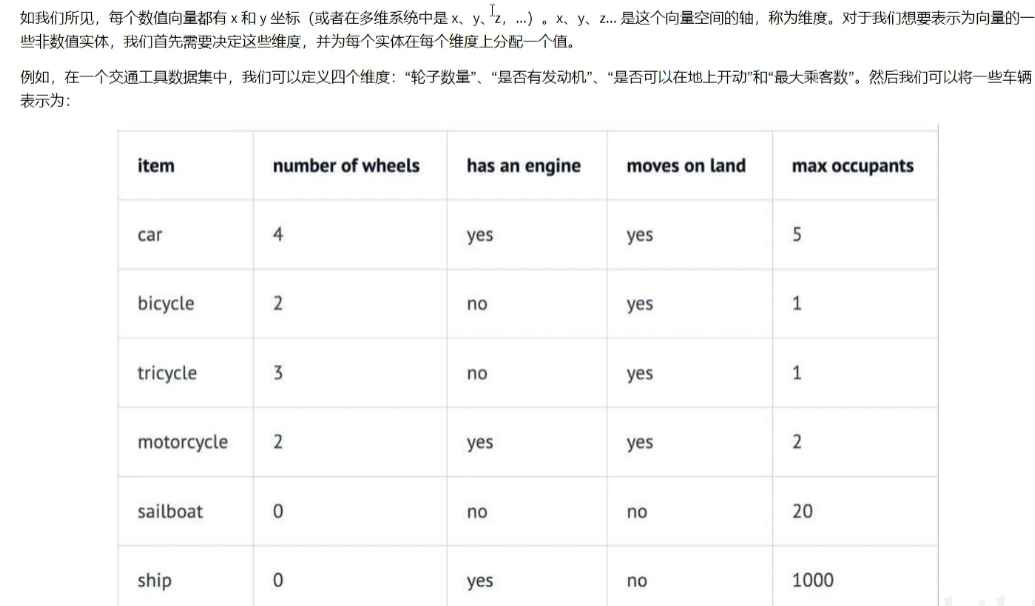 如我们所见，每个数值向量都有 x 和 y 坐标（或者在多维系统中是 x、y、z，...）。x、y、z... 是这个向量空间的轴，称为维度。对于我们想要表示为向量的一
些非数值实体，我们首先需要决定这些维度，并为每个实体在每个维度上分配一个值。
例如，在一个交通工具数据集中，我们可以定义四个维度：“轮子数量”、“是否有发动机”、“是否可以在地上开动”和“最大乘客数”。然后我们可以将一些车辆
表示为：
item number of wheels has an engine moves on land max occupants
car 4 yes yes 5
bicycle 2 no yes 1
tricycle 3 no yes 1
motorcycle 2 yes yes 2
sailboat 0 no no 20
ship 0 yes no 1000